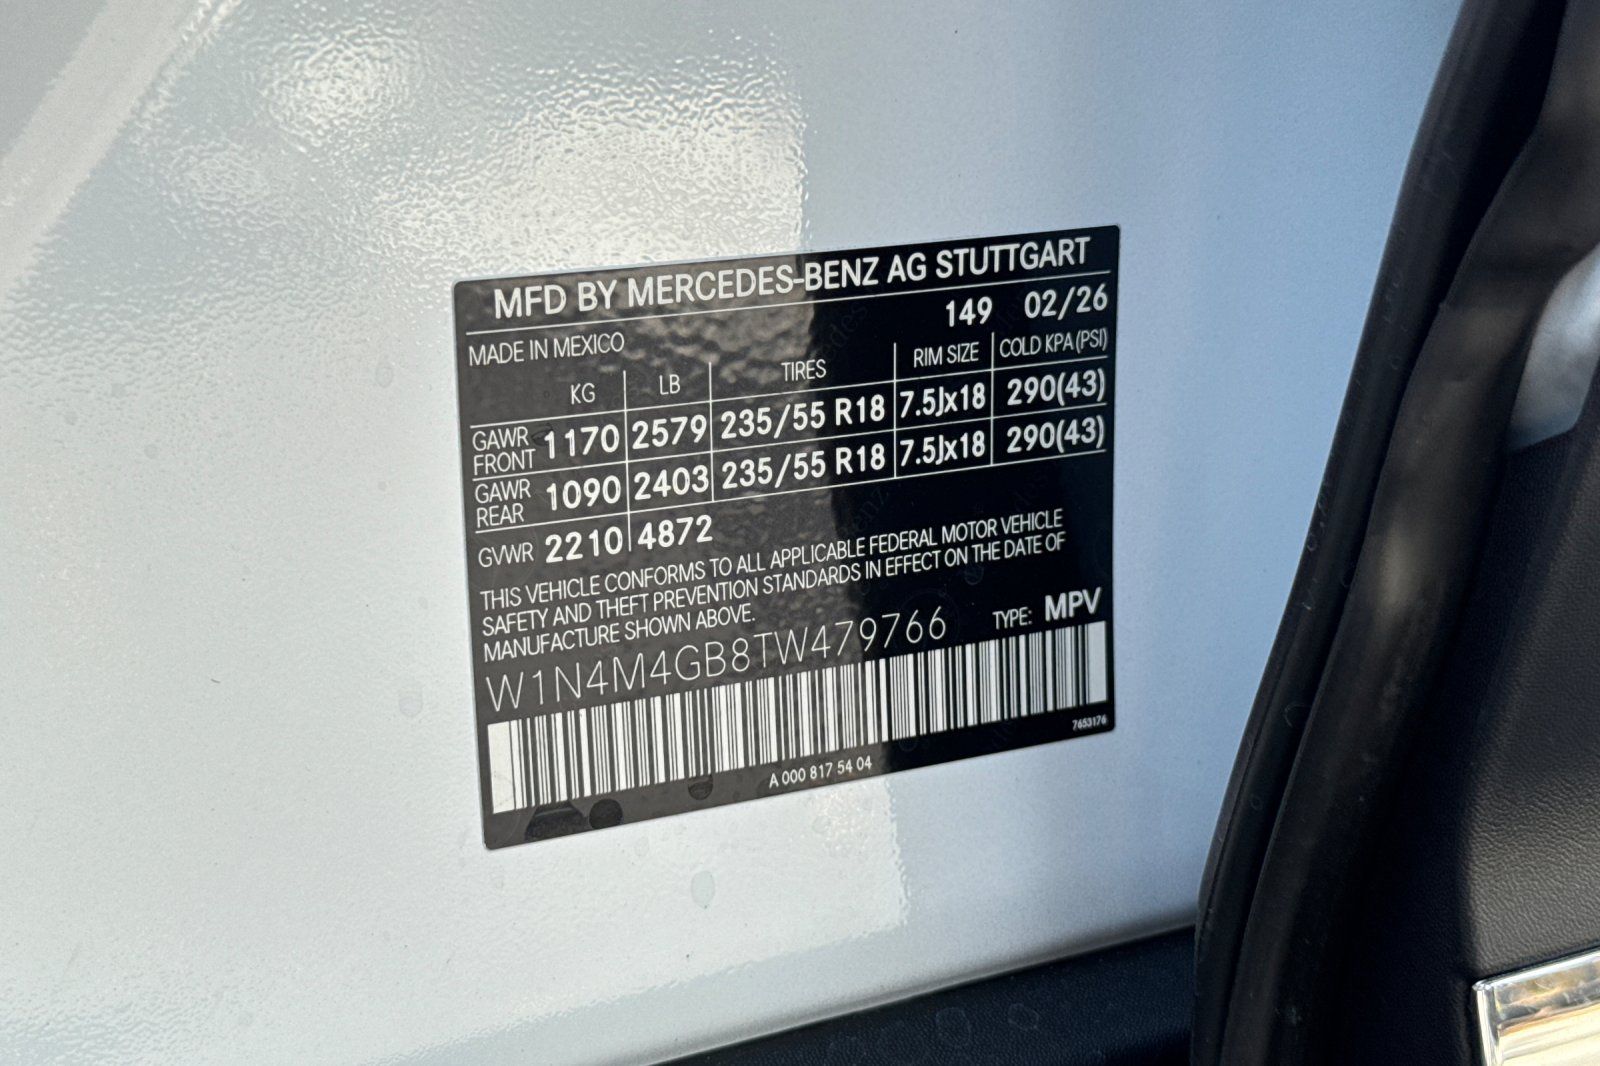 MFD BY MERCEDES-BENZ AG STUTTGART
149 02/26
MADE IN MEXICO
KG LB TIRES RIM SIZE COLD KPA(PSI)
GAWR FRONT 1170 2579 235/55 R18 7.5Jx18 290(43)
GAWR REAR 1090 2403 235/55 R18 7.5Jx18 290(43)
GVWR 2210 4872
THIS VEHICLE CONFORMS TO ALL APPLICABLE FEDERAL MOTOR VEHICLE
SAFETY AND THEFT PREVENTION STANDARDS IN EFFECT ON THE DATE OF
MANUFACTURE SHOWN ABOVE.
W1N4M4GB8TW479766 TYPE: MPV
7653176
A 000 817 54 04